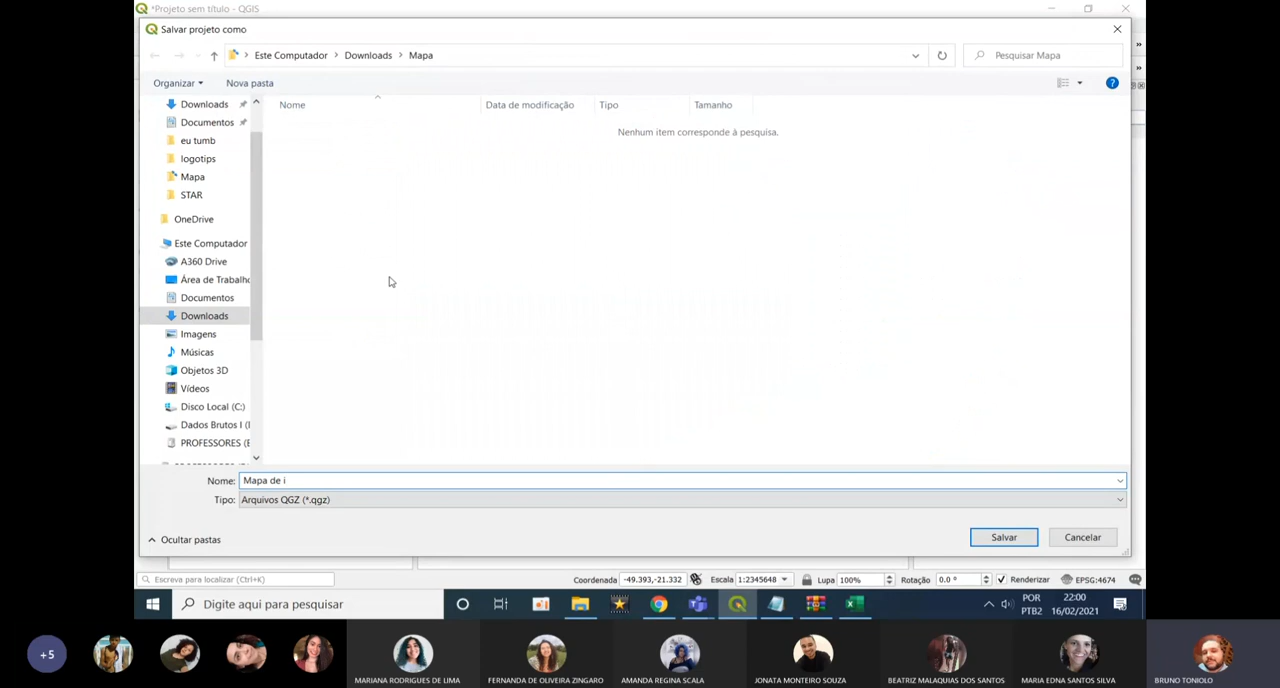 *Projeto sem título - QGIS
Salvar projeto como
Este Computador > Downloads > Mapa
Pesquisar Mapa
Organizar
Nova pasta
Downloads
Documentos
eu tumb
logotips
Mapa
STAR
OneDrive
Este Computador
A360 Drive
Área de Trabalho
Documentos
Downloads
Imagens
Músicas
Objetos 3D
Vídeos
Disco Local (C:)
Dados Brutos I (
PROFESSORES (E
Nome
Data de modificação
Tipo
Tamanho
Nenhum item corresponde à pesquisa.
Nome: Mapa de i
Tipo: Arquivos QGZ (*.qgz)
Ocultar pastas
Salvar
Cancelar
Escreva para localizar (Ctrl+K)
Coordenada -49.393,-21.332
Escala 1:2345648
Lupa 100%
Rotação 0.0 °
Renderizar
EPSG:4674
Digite aqui para pesquisar
POR
PTB2
22:00
16/02/2021
+5
MARIANA RODRIGUES DE LIMA
FERNANDA DE OLIVEIRA ZINGARO
AMANDA REGINA SCALA
JONATA MONTEIRO SOUZA
BEATRIZ MALAQUIAS DOS SANTOS
MARIA EDNA SANTOS SILVA
BRUNO TONIOLO